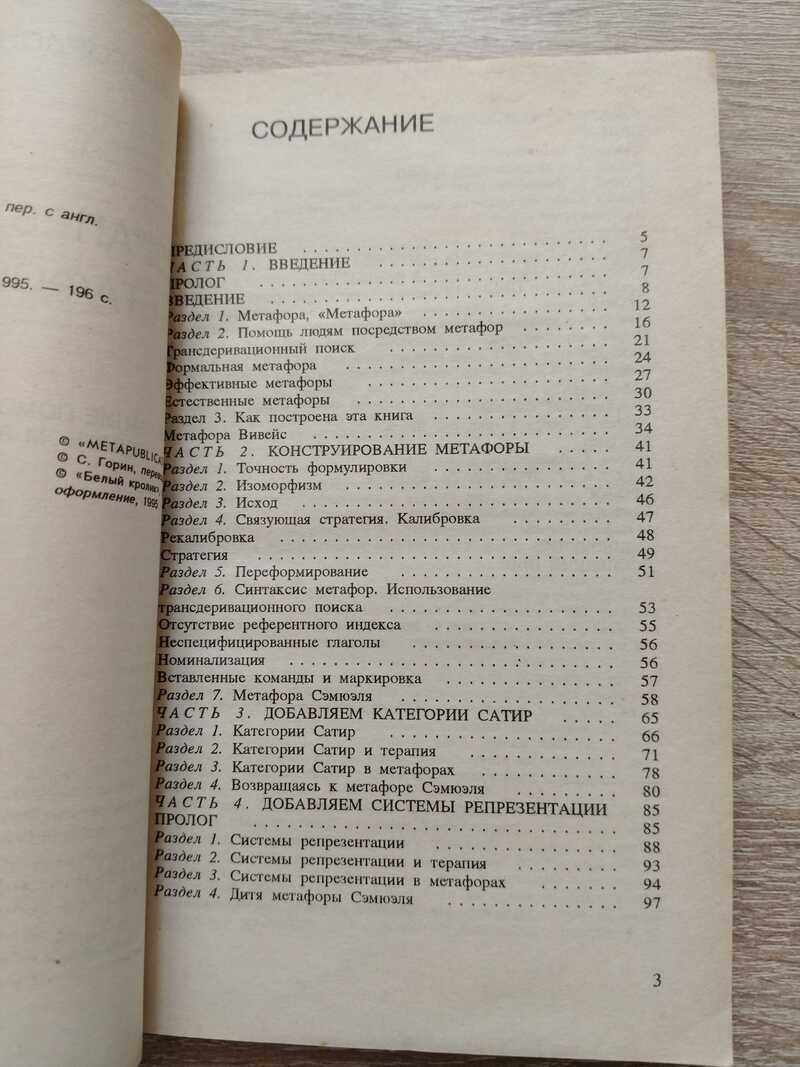 пер. с англ.
995. — 196 с.
© «METAPUBLICA
© С. Горин, перев
© «Белый кролик»
оформление, 1995
СОДЕРЖАНИЕ
ПРЕДИСЛОВИЕ . . . . . 5
ЧАСТЬ 1. ВВЕДЕНИЕ . . . . . 7
ПРОЛОГ . . . . . 7
ВВЕДЕНИЕ . . . . . 8
Раздел 1. Метафора, «Метафора» . . . . . 12
Раздел 2. Помощь людям посредством метафор . . . . . 16
Трансдеривационный поиск . . . . . 21
Формальная метафора . . . . . 24
Эффективные метафоры . . . . . 27
Естественные метафоры . . . . . 30
Раздел 3. Как построена эта книга . . . . . 33
Метафора Вивейс . . . . . 34
ЧАСТЬ 2. КОНСТРУИРОВАНИЕ МЕТАФОРЫ . . . . . 41
Раздел 1. Точность формулировки . . . . . 41
Раздел 2. Изоморфизм . . . . . 42
Раздел 3. Исход . . . . . 46
Раздел 4. Связующая стратегия. Калибровка . . . . . 47
Рекалибровка . . . . . 48
Стратегия . . . . . 49
Раздел 5. Переформирование . . . . . 51
Раздел 6. Синтаксис метафор. Использование
трансдеривационного поиска . . . . . 53
Отсутствие референтного индекса . . . . . 55
Неспецифицированные глаголы . . . . . 56
Номинализация . . . . . 56
Вставленные команды и маркировка . . . . . 57
Раздел 7. Метафора Сэмюэля . . . . . 58
ЧАСТЬ 3. ДОБАВЛЯЕМ КАТЕГОРИИ САТИР . . . . . 65
Раздел 1. Категории Сатир . . . . . 66
Раздел 2. Категории Сатир и терапия . . . . . 71
Раздел 3. Категории Сатир в метафорах . . . . . 78
Раздел 4. Возвращаясь к метафоре Сэмюэля . . . . . 80
ЧАСТЬ 4. ДОБАВЛЯЕМ СИСТЕМЫ РЕПРЕЗЕНТАЦИИ 85
ПРОЛОГ . . . . . 85
Раздел 1. Системы репрезентации . . . . . 88
Раздел 2. Системы репрезентации и терапия . . . . . 93
Раздел 3. Системы репрезентации в метафорах . . . . . 94
Раздел 4. Дитя метафоры Сэмюэля . . . . . 97
3